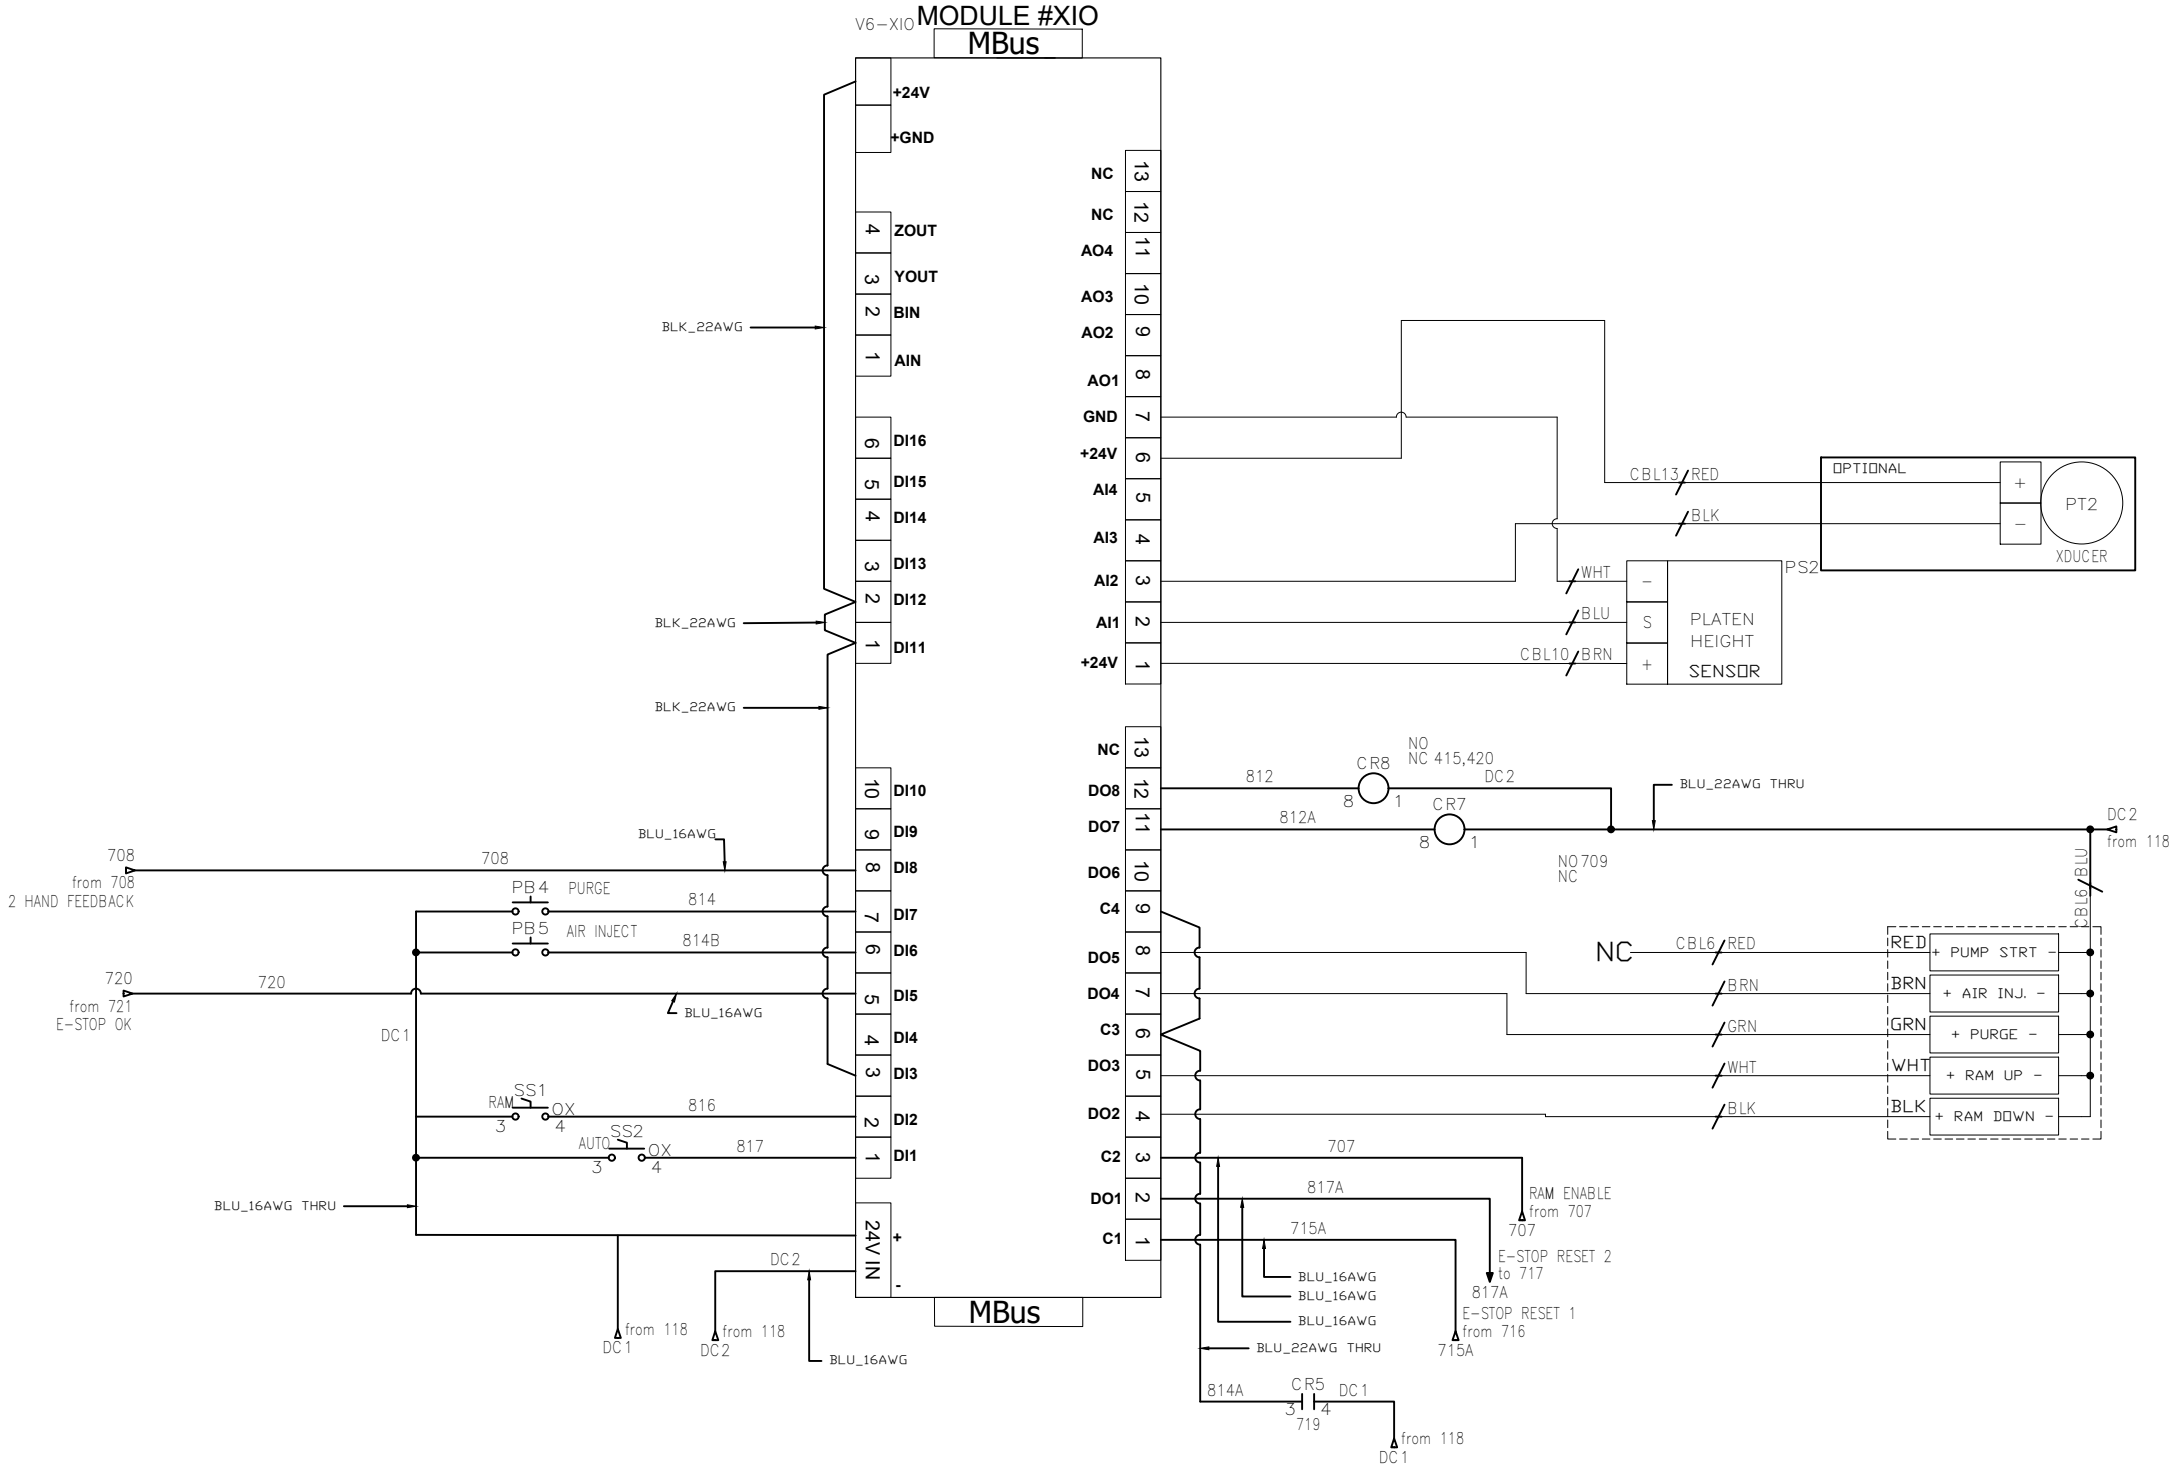 V6-XIO MODULE #XIO
MBus
+24V
+GND
4 ZOUT
3 YOUT
2 BIN
1 AIN
BLK_22AWG
6 DI16
5 DI15
4 DI14
3 DI13
2 DI12
1 DI11
BLK_22AWG
BLK_22AWG
10 DI10
9 DI9
8 DI8
7 DI7
6 DI6
5 DI5
4 DI4
3 DI3
2 DI2
1 DI1
24V IN
+
-
MBus
NC 13
NC 12
AO4 11
AO3 10
AO2 9
AO1 8
GND 7
+24V 6
AI4 5
AI3 4
AI2 3
AI1 2
+24V 1
NC 13
DO8 12
DO7 11
DO6 10
C4 9
DO5 8
DO4 7
C3 6
DO3 5
DO2 4
C2 3
DO1 2
C1 1
BLU_16AWG
708
from 708
2 HAND FEEDBACK
708
PB4 PURGE
814
PB5 AIR INJECT
814B
720
from 721
E-STOP OK
720
BLU_16AWG
DC1
SS1
RAM OX
3 4
816
SS2
AUTO OX
3 4
817
BLU_16AWG THRU
DC2
from 118
DC1
from 118
DC2
BLU_16AWG
CBL13 RED
BLK
OPTIONAL
+
-
PT2
XDUCER
WHT
BLU
CBL10 BRN
-
S
+
PS2
PLATEN
HEIGHT
SENSOR
812
CR8
8 1
NO
NC 415,420
DC2
812A
CR7
8 1
NO 709
NC
BLU_22AWG THRU
DC2
from 118
CBL6 BLU
NC
CBL6 RED
BRN
GRN
WHT
BLK
RED + PUMP STRT -
BRN + AIR INJ. -
GRN + PURGE -
WHT + RAM UP -
BLK + RAM DOWN -
707
RAM ENABLE
from 707
707
817A
E-STOP RESET 2
to 717
817A
715A
E-STOP RESET 1
from 716
715A
BLU_16AWG
BLU_16AWG
BLU_16AWG
BLU_22AWG THRU
814A
CR5
3 4
719
DC1
from 118
DC1